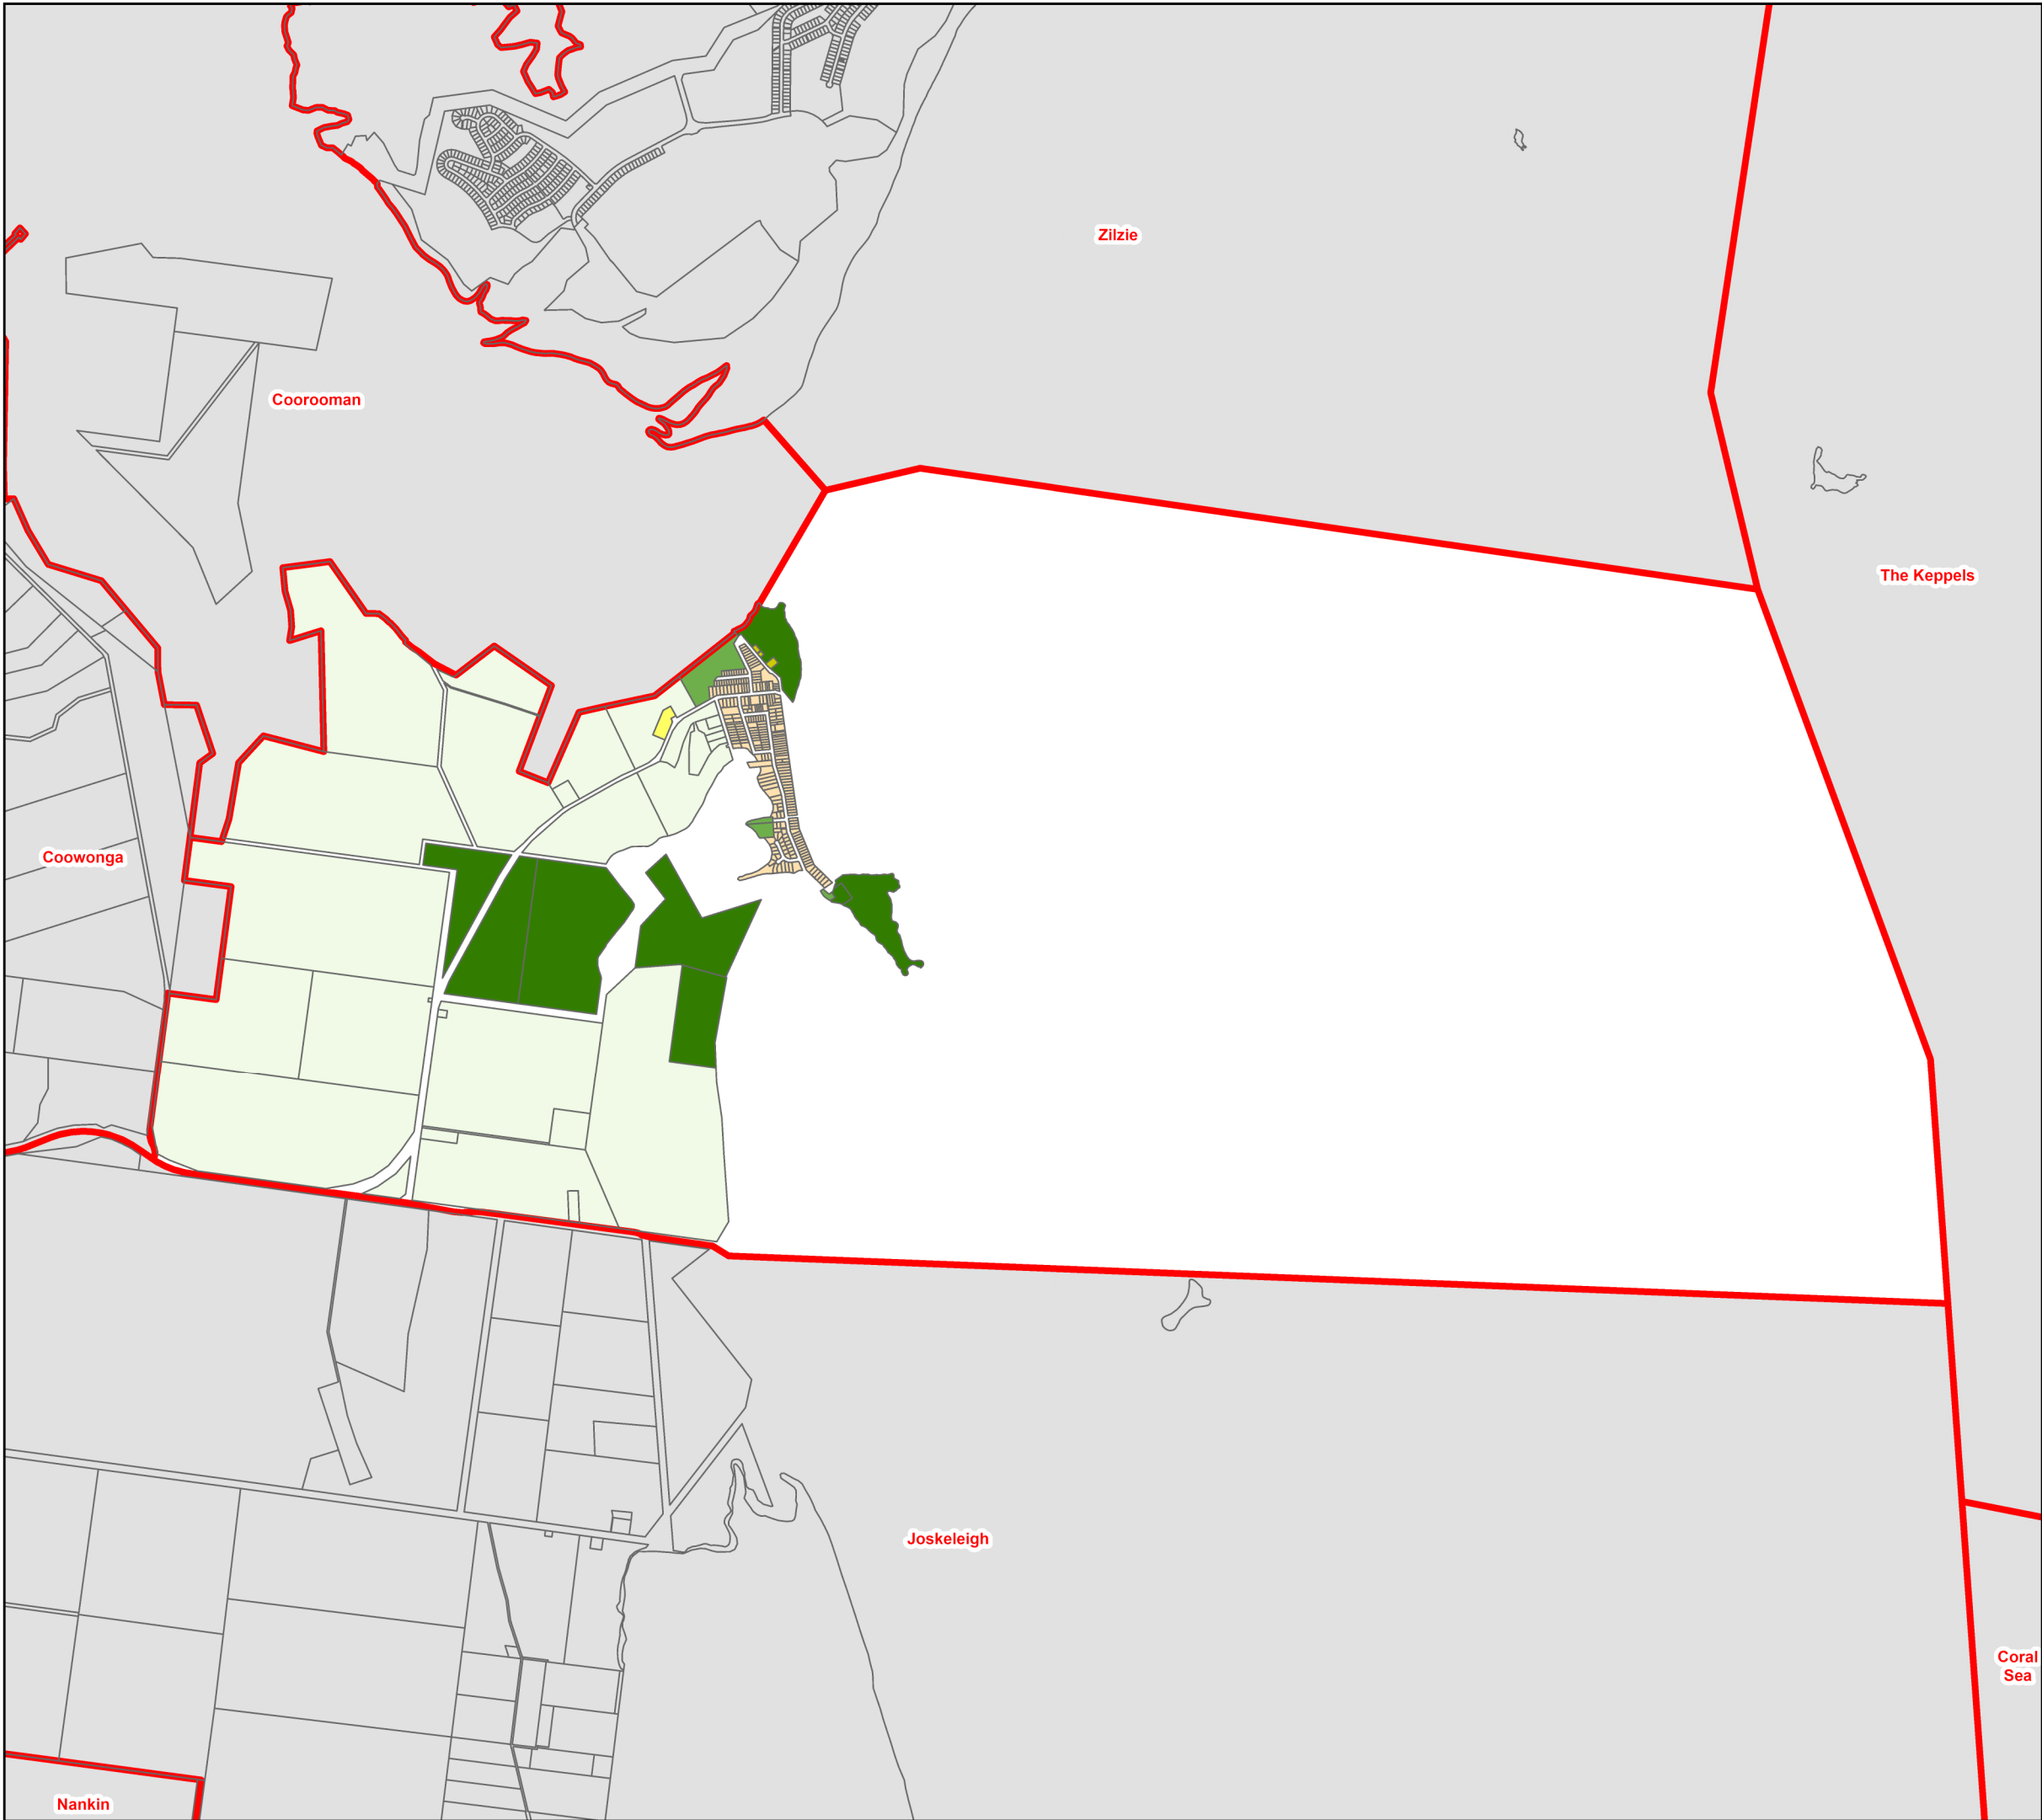 Zilzie
Coorooman
The Keppels
Coowonga
Joskeleigh
Coral
Sea
Nankin